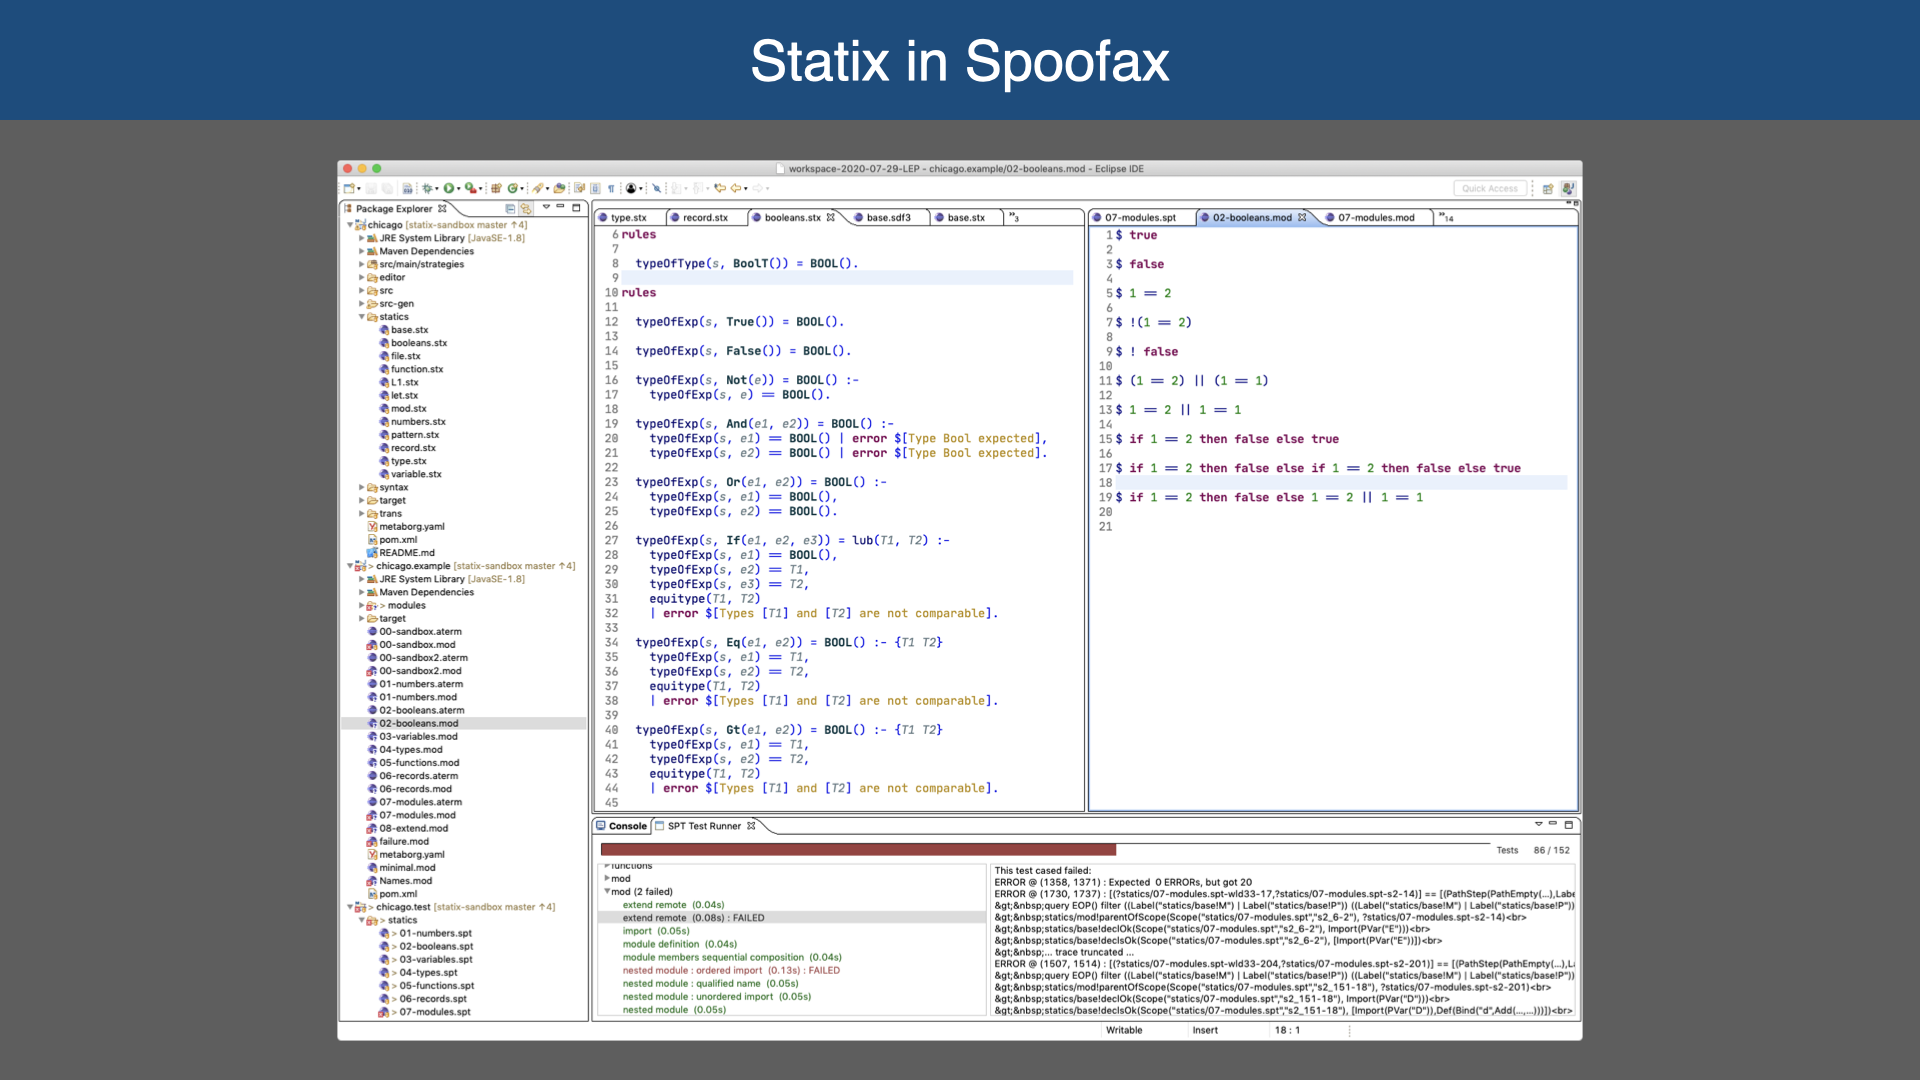 Statix in Spoofax
workspace-2020-07-29-LEP - chicago.example/02-booleans.mod - Eclipse IDE
Quick Access
Package Explorer
chicago [statix-sandbox master ↑4]
JRE System Library [JavaSE-1.8]
Maven Dependencies
src/main/strategies
editor
src
src-gen
statics
base.stx
booleans.stx
file.stx
function.stx
L1.stx
let.stx
mod.stx
numbers.stx
pattern.stx
record.stx
type.stx
variable.stx
syntax
target
trans
metaborg.yaml
pom.xml
README.md
> chicago.example [statix-sandbox master ↑4]
JRE System Library [JavaSE-1.8]
Maven Dependencies
> modules
target
00-sandbox.aterm
00-sandbox.mod
00-sandbox2.aterm
00-sandbox2.mod
01-numbers.aterm
01-numbers.mod
02-booleans.aterm
02-booleans.mod
03-variables.mod
04-types.mod
05-functions.mod
06-records.aterm
06-records.mod
07-modules.aterm
07-modules.mod
08-extend.mod
failure.mod
metaborg.yaml
minimal.mod
Names.mod
pom.xml
> chicago.test [statix-sandbox master ↑4]
> statics
> 01-numbers.spt
> 02-booleans.spt
> 03-variables.spt
> 04-types.spt
> 05-functions.spt
> 06-records.spt
> 07-modules.spt
type.stx record.stx booleans.stx base.sdf3 base.stx »3
6 rules
7
8 typeOfType(s, BoolT()) = BOOL().
9
10 rules
11
12 typeOfExp(s, True()) = BOOL().
13
14 typeOfExp(s, False()) = BOOL().
15
16 typeOfExp(s, Not(e)) = BOOL() :-
17 typeOfExp(s, e) == BOOL().
18
19 typeOfExp(s, And(e1, e2)) = BOOL() :-
20 typeOfExp(s, e1) == BOOL() | error $[Type Bool expected],
21 typeOfExp(s, e2) == BOOL() | error $[Type Bool expected].
22
23 typeOfExp(s, Or(e1, e2)) = BOOL() :-
24 typeOfExp(s, e1) == BOOL(),
25 typeOfExp(s, e2) == BOOL().
26
27 typeOfExp(s, If(e1, e2, e3)) = lub(T1, T2) :-
28 typeOfExp(s, e1) == BOOL(),
29 typeOfExp(s, e2) == T1,
30 typeOfExp(s, e3) == T2,
31 equitype(T1, T2)
32 | error $[Types [T1] and [T2] are not comparable].
33
34 typeOfExp(s, Eq(e1, e2)) = BOOL() :- {T1 T2}
35 typeOfExp(s, e1) == T1,
36 typeOfExp(s, e2) == T2,
37 equitype(T1, T2)
38 | error $[Types [T1] and [T2] are not comparable].
39
40 typeOfExp(s, Gt(e1, e2)) = BOOL() :- {T1 T2}
41 typeOfExp(s, e1) == T1,
42 typeOfExp(s, e2) == T2,
43 equitype(T1, T2)
44 | error $[Types [T1] and [T2] are not comparable].
45
07-modules.spt 02-booleans.mod 07-modules.mod »14
1 $ true
2
3 $ false
4
5 $ 1 == 2
6
7 $ !(1 == 2)
8
9 $ ! false
10
11 $ (1 == 2) || (1 == 1)
12
13 $ 1 == 2 || 1 == 1
14
15 $ if 1 == 2 then false else true
16
17 $ if 1 == 2 then false else if 1 == 2 then false else true
18
19 $ if 1 == 2 then false else 1 == 2 || 1 == 1
20
21
Console SPT Test Runner
Tests 86 / 152
functions
mod
mod (2 failed)
extend remote (0.04s)
extend remote (0.08s) : FAILED
import (0.05s)
module definition (0.04s)
module members sequential composition (0.04s)
nested module : ordered import (0.13s) : FAILED
nested module : qualified name (0.05s)
nested module : unordered import (0.05s)
nested module (0.05s)
This test cased failed:
ERROR @ (1358, 1371) : Expected 0 ERRORs, but got 20
ERROR @ (1730, 1737) : [(?statics/07-modules.spt-wld33-17,?statics/07-modules.spt-s2-14)] == [(PathStep(PathEmpty(...),Labe
&gt;&nbsp;query EOP() filter ((Label("statics/base!M") | Label("statics/base!P")) ((Label("statics/base!M") | Label("statics/base!P"))
&gt;&nbsp;statics/mod!parentOfScope(Scope("statics/07-modules.spt","s2_6-2"), ?statics/07-modules.spt-s2-14)<br>
&gt;&nbsp;statics/base!declOk(Scope("statics/07-modules.spt","s2_6-2"), Import(PVar("E")))<br>
&gt;&nbsp;statics/base!declsOk(Scope("statics/07-modules.spt","s2_6-2"), [Import(PVar("E"))])<br>
&gt;&nbsp;... trace truncated ...
ERROR @ (1507, 1514) : [(?statics/07-modules.spt-wld33-204,?statics/07-modules.spt-s2-201)] == [(PathStep(PathEmpty(...),La
&gt;&nbsp;query EOP() filter ((Label("statics/base!M") | Label("statics/base!P")) ((Label("statics/base!M") | Label("statics/base!P"))
&gt;&nbsp;statics/mod!parentOfScope(Scope("statics/07-modules.spt","s2_151-18"), ?statics/07-modules.spt-s2-201)<br>
&gt;&nbsp;statics/base!declOk(Scope("statics/07-modules.spt","s2_151-18"), Import(PVar("D")))<br>
&gt;&nbsp;statics/base!declsOk(Scope("statics/07-modules.spt","s2_151-18"), [Import(PVar("D")),Def(Bind("d",Add(...,...)))])<br>
Writable Insert 18 : 1